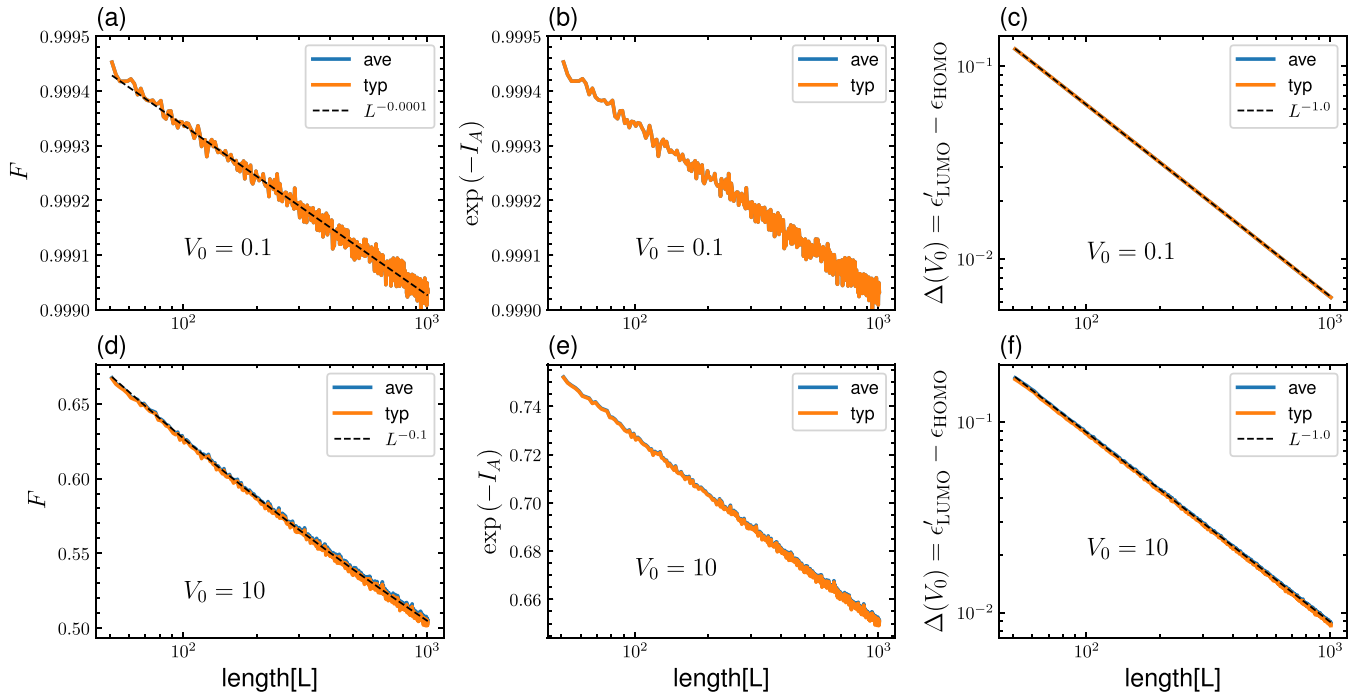 (a)
0.9995
0.9994
0.9993
0.9992
0.9991
0.9990
F
ave
typ
L^{-0.0001}
V_0 = 0.1
10^2
10^3
(b)
0.9995
0.9994
0.9993
0.9992
0.9991
0.9990
exp (−I_A)
ave
typ
V_0 = 0.1
10^2
10^3
(c)
10^{-1}
10^{-2}
Δ(V_0) = ϵ'_{LUMO} − ϵ_{HOMO}
ave
typ
L^{-1.0}
V_0 = 0.1
10^2
10^3
(d)
0.65
0.60
0.55
0.50
F
ave
typ
L^{-0.1}
V_0 = 10
10^2
10^3
length[L]
(e)
0.74
0.72
0.70
0.68
0.66
exp (−I_A)
ave
typ
V_0 = 10
10^2
10^3
length[L]
(f)
10^{-1}
10^{-2}
Δ(V_0) = ϵ'_{LUMO} − ϵ_{HOMO}
ave
typ
L^{-1.0}
V_0 = 10
10^2
10^3
length[L]